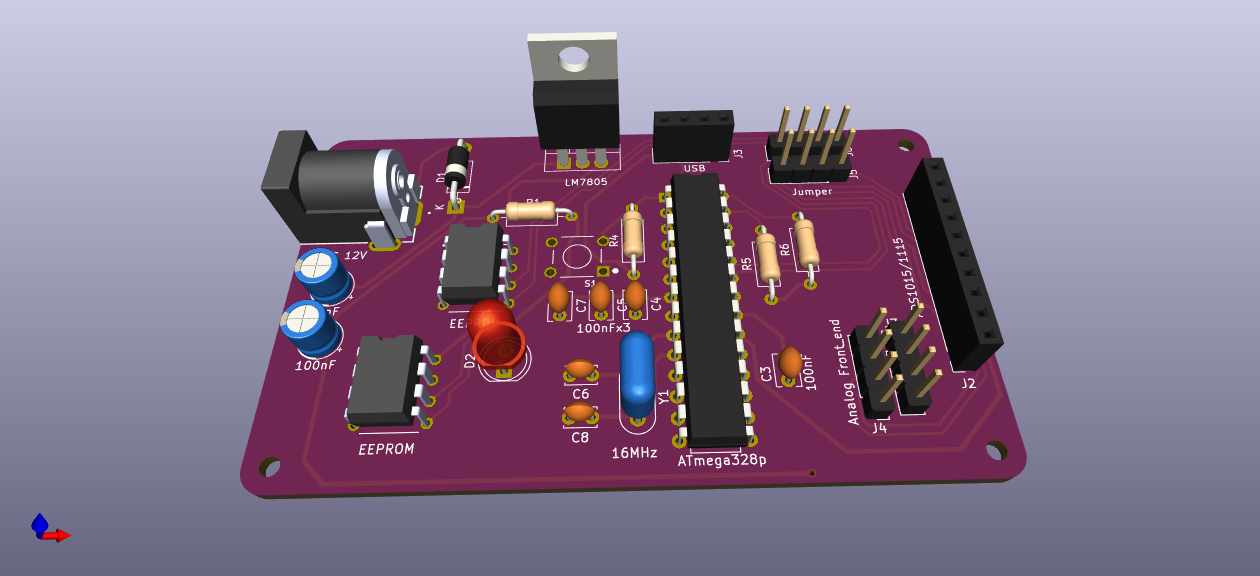 LM7805
USB
J3
Jumper
J5
D1
K
R4
R5
R6
12V
S1
C7
C5
C4
100nFx3
100nF
D2
C6
C8
Y1
16MHz
C3
100nF
Analog Front_end
J4
J2
EEPROM
ATmega328p